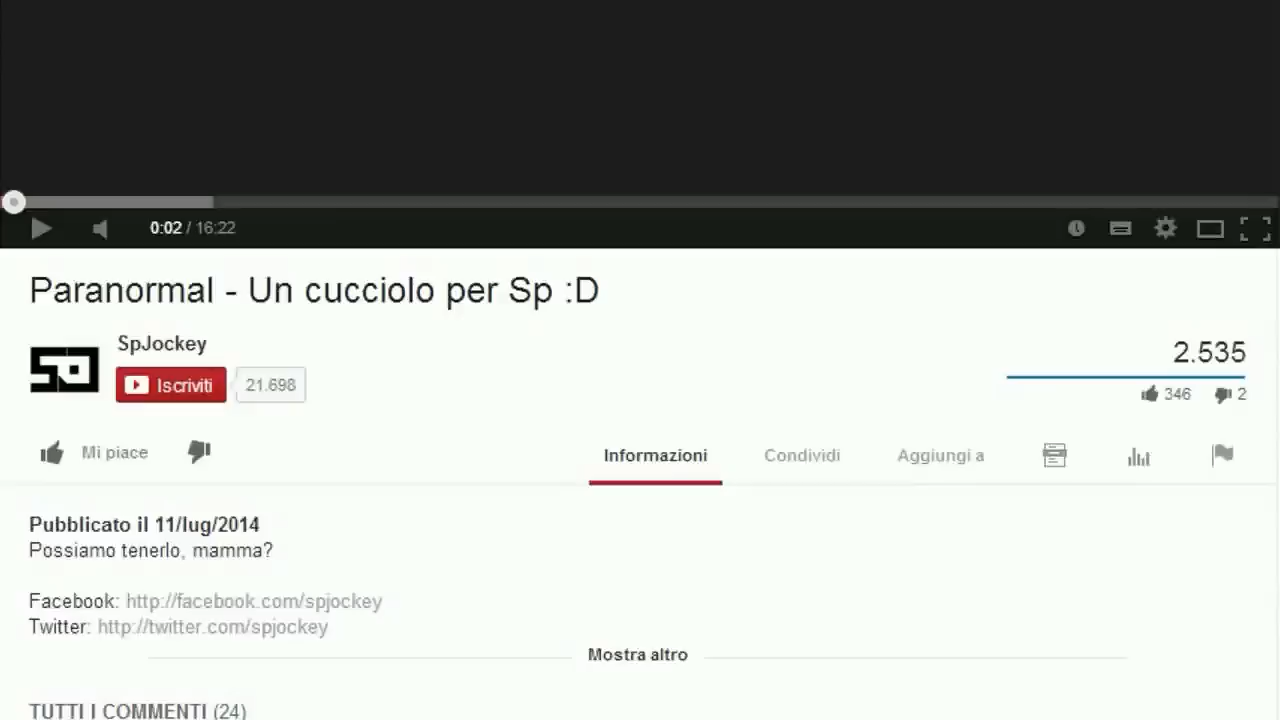 0:02 / 16:22
Paranormal - Un cucciolo per Sp :D
SpJockey
Iscriviti 21.698
2.535
346 2
Mi piace
Informazioni Condividi Aggiungi a
Pubblicato il 11/lug/2014
Possiamo tenerlo, mamma?
Facebook: http://facebook.com/spjockey
Twitter: http://twitter.com/spjockey
Mostra altro
TUTTI I COMMENTI (24)